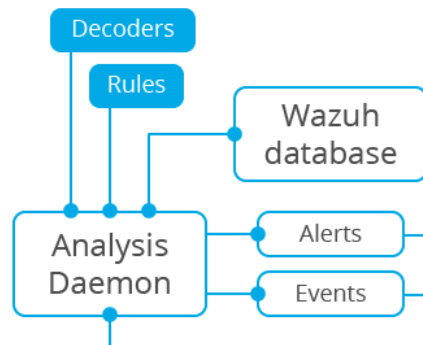 Decoders
Rules
Wazuh
database
Analysis
Daemon
Alerts
Events